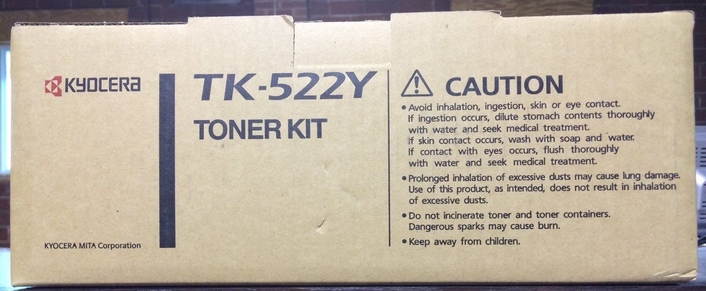 KYOCERA
TK-522Y
TONER KIT
KYOCERA MITA Corporation
CAUTION
• Avoid inhalation, ingestion, skin or eye contact.
If ingestion occurs, dilute stomach contents thoroughly
with water and seek medical treatment.
If skin contact occurs, wash with soap and water.
If contact with eyes occurs, flush thoroughly
with water and seek medical treatment.
• Prolonged inhalation of excessive dusts may cause lung damage.
Use of this product, as intended, does not result in inhalation
of excessive dusts.
• Do not incinerate toner and toner containers.
Dangerous sparks may cause burn.
• Keep away from children.